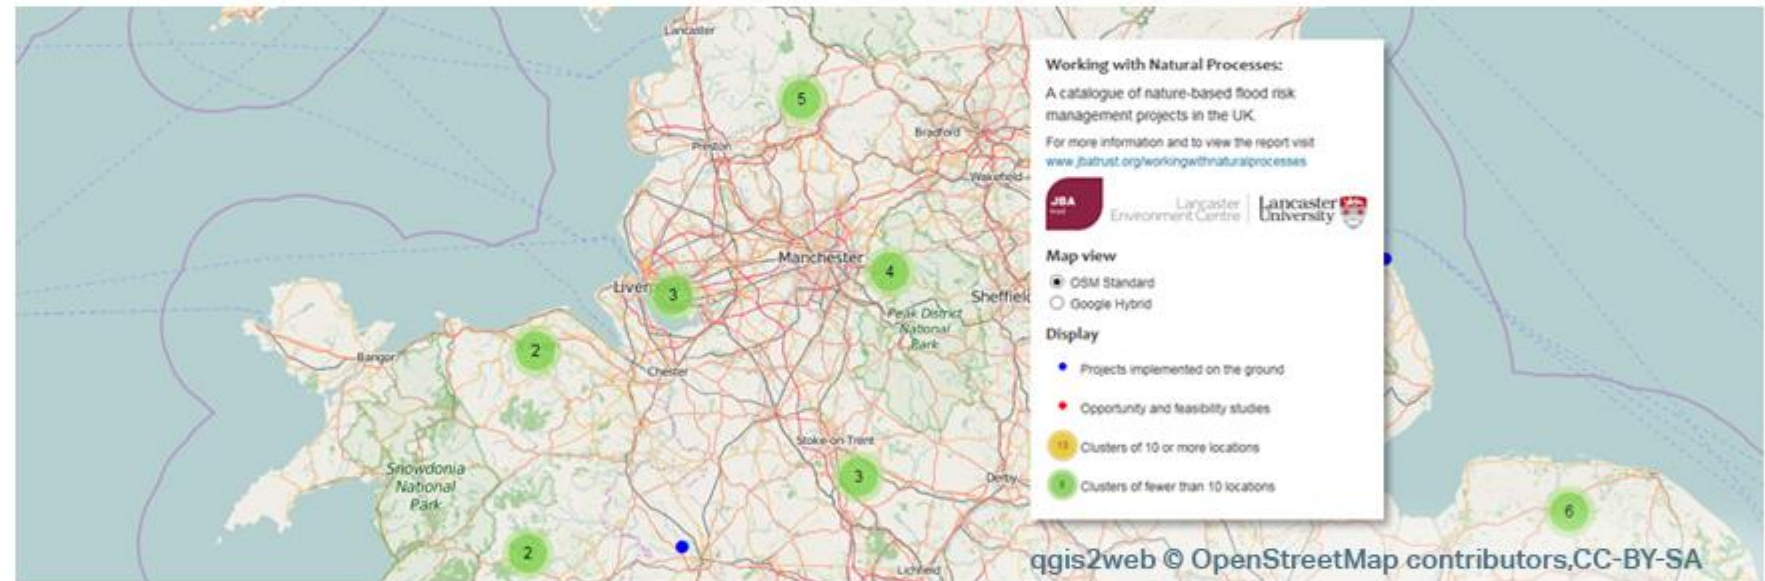 Lancaster
5
Preston
Bradford
Wakefield
Manchester
4
Liver
3
Sheffield
Peak District
National
Park
2
Bangor
Chester
Stoke-on-Trent
3
Derby
Snowdonia
National
Park
2
Lichfield
6
Working with Natural Processes:
A catalogue of nature-based flood risk
management projects in the UK.
For more information and to view the report visit
www.jbatrust.org/workingwithnaturalprocesses
JBA
trust
Lancaster
Environment Centre
Lancaster
University
Map view
OSM Standard
Google Hybrid
Display
Projects implemented on the ground
Opportunity and feasibility studies
Clusters of 10 or more locations
Clusters of fewer than 10 locations
qgis2web © OpenStreetMap contributors,CC-BY-SA